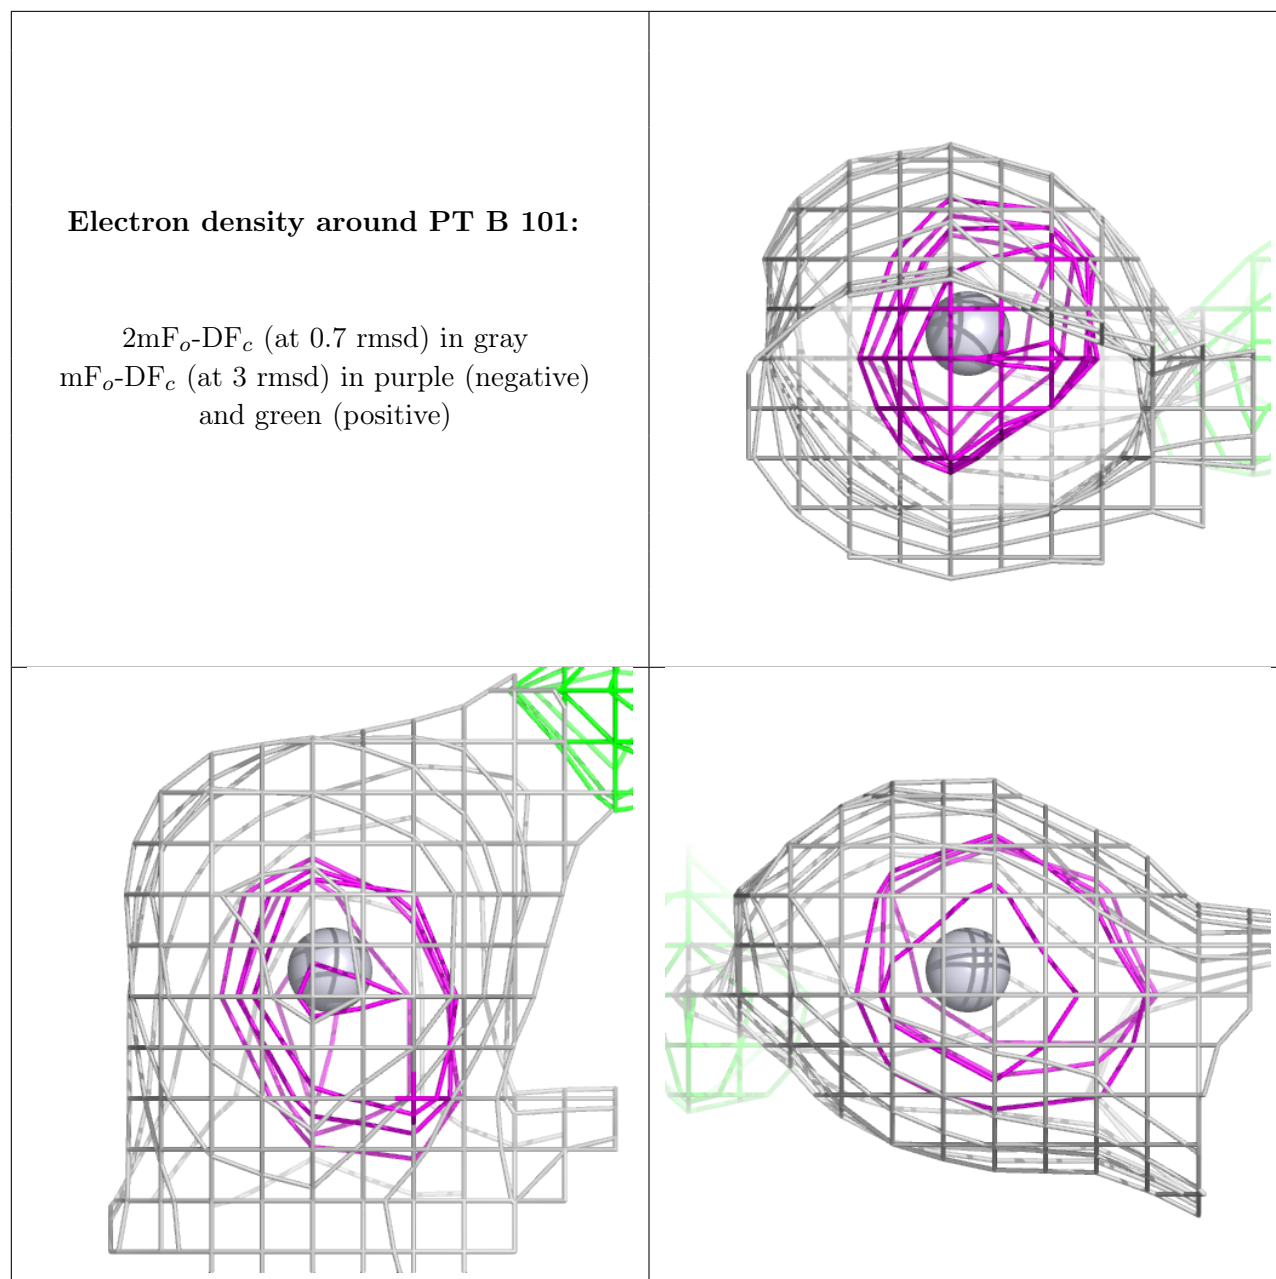 Electron density around PT B 101:
2mFo-DFc (at 0.7 rmsd) in gray
mFo-DFc (at 3 rmsd) in purple (negative)
and green (positive)